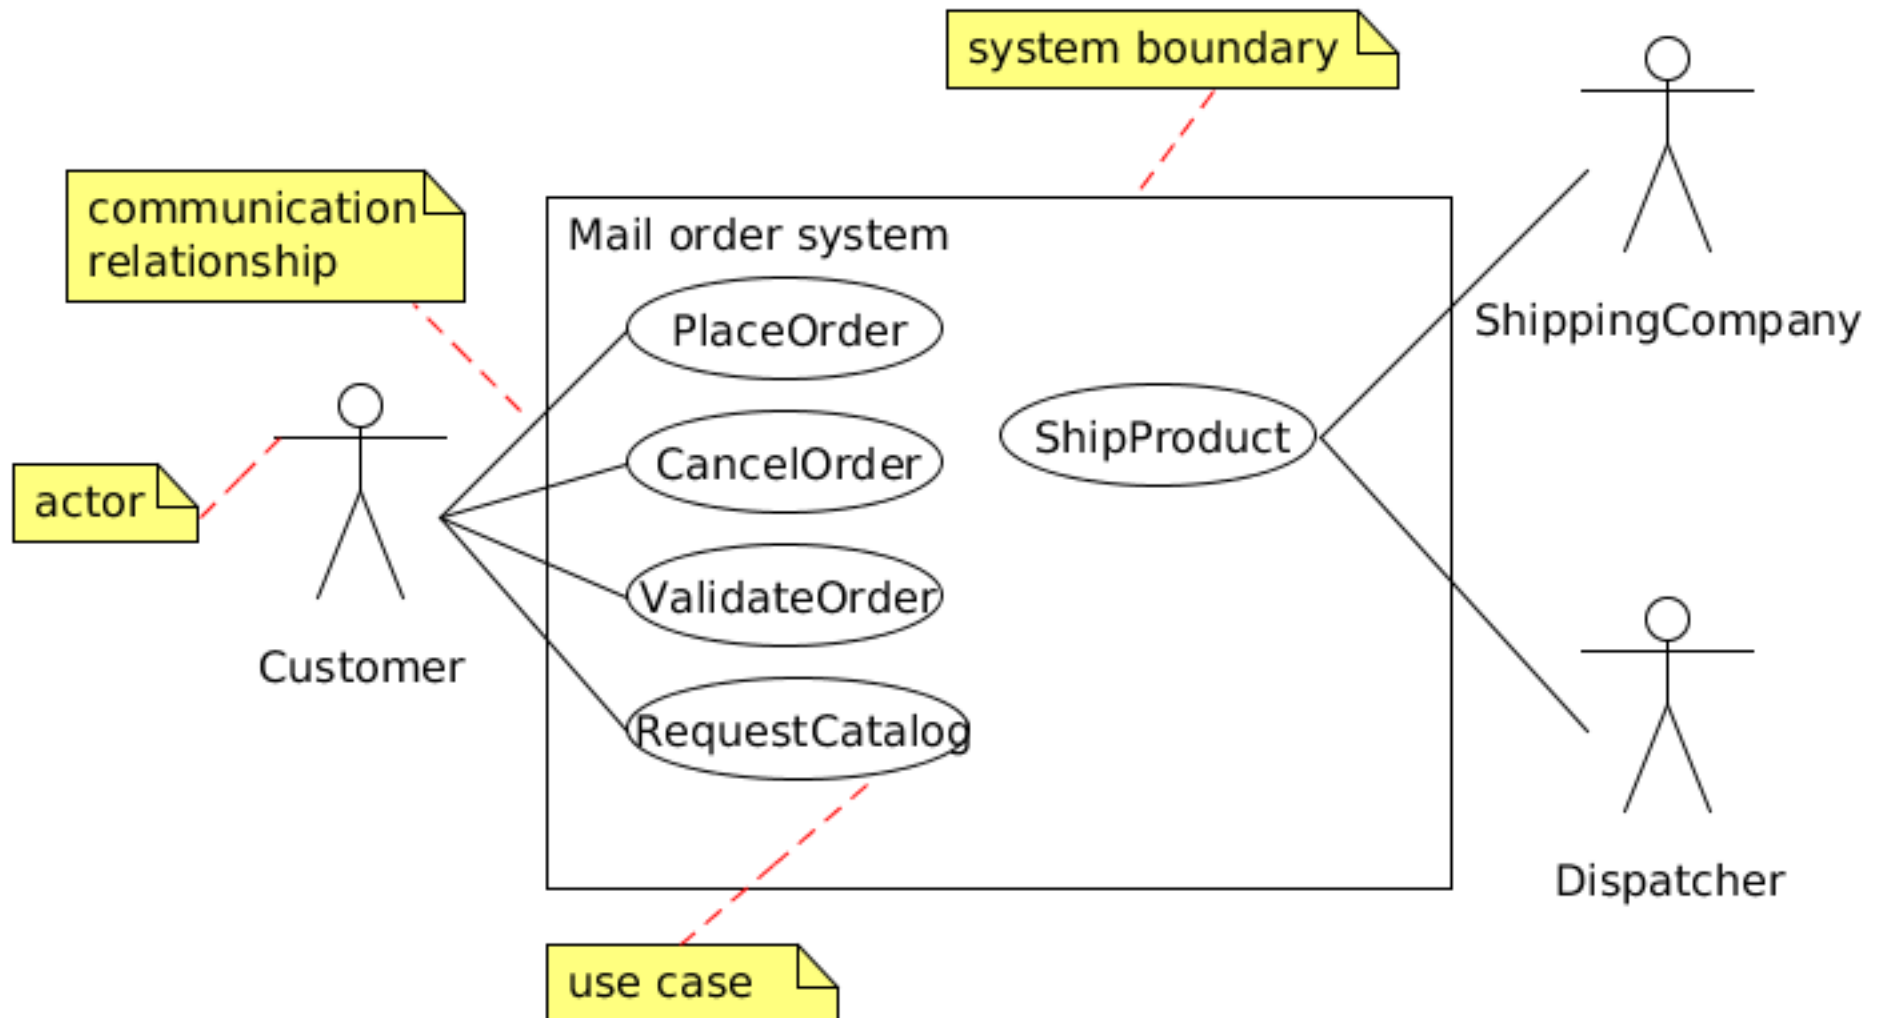 system boundary
communication
relationship
Mail order system
PlaceOrder
ShippingCompany
CancelOrder
ShipProduct
actor
ValidateOrder
Customer
RequestCatalog
Dispatcher
use case